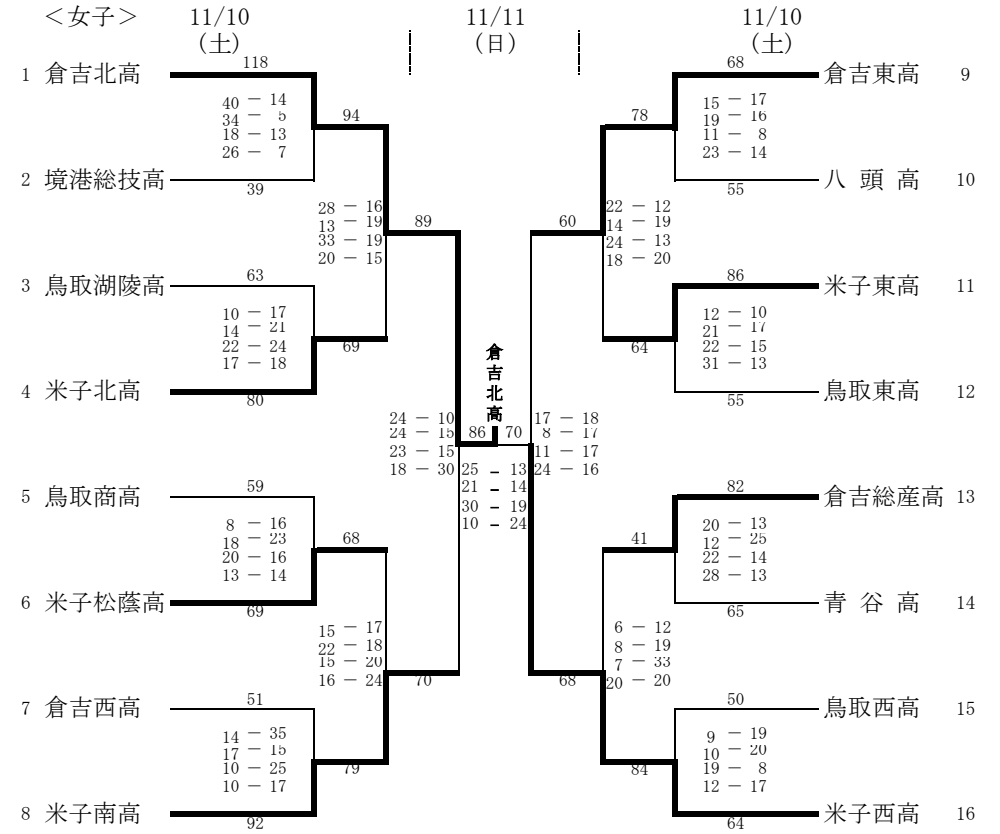 ＜女子＞ 11/10 11/11 11/10
(土) (日) (土)
1 倉吉北高 118 68 倉吉東高 9
40 － 14 15 － 17
34 － 5 94 78 19 － 16
18 － 13 11 － 8
26 － 7 23 － 14
2 境港総技高 39 55 八 頭 高 10
28 － 16 89 60 22 － 12
13 － 19 14 － 19
33 － 19 24 － 13
20 － 15 18 － 20
3 鳥取湖陵高 63 86 米子東高 11
10 － 17 12 － 10
14 － 21 21 － 17
22 － 24 69 64 22 － 15
17 － 18 31 － 13
4 米子北高 80 55 鳥取東高 12
倉吉北高
24 － 10 86 70 17 － 18
24 － 15 8 － 17
23 － 15 11 － 17
18 － 30 24 － 16
25 － 13
21 － 14
30 － 19
10 － 24
5 鳥取商高 59 82 倉吉総産高 13
8 － 16 20 － 13
18 － 23 68 41 12 － 25
20 － 16 22 － 14
13 － 14 28 － 13
6 米子松蔭高 69 65 青 谷 高 14
15 － 17 6 － 12
22 － 18 8 － 19
15 － 20 7 － 33
16 － 24 70 68 20 － 20
7 倉吉西高 51 50 鳥取西高 15
14 － 35 9 － 19
17 － 15 10 － 20
10 － 25 79 84 19 － 8
10 － 17 12 － 17
8 米子南高 92 64 米子西高 16